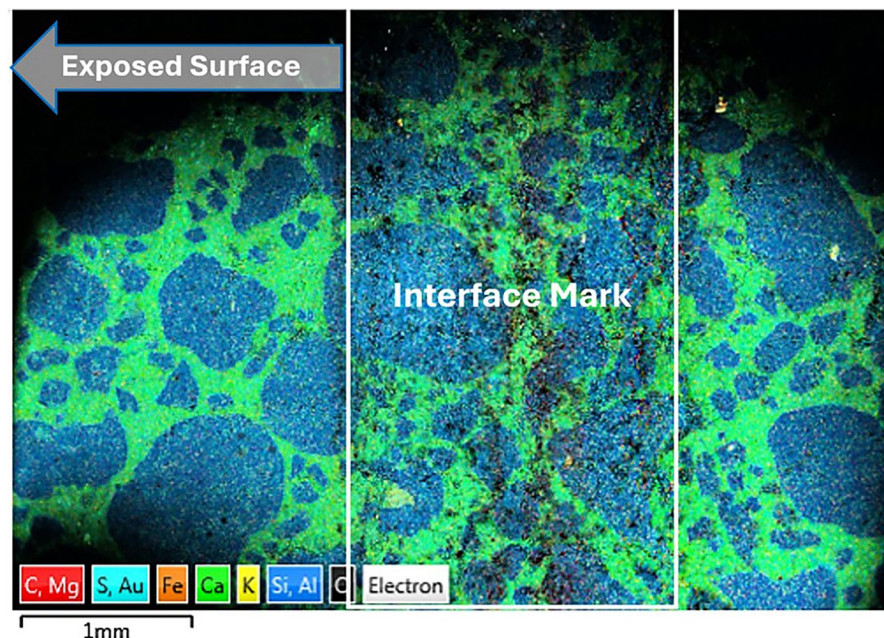 Exposed Surface
Interface Mark
C, Mg S, Au Fe Ca K Si, Al O Electron
1mm